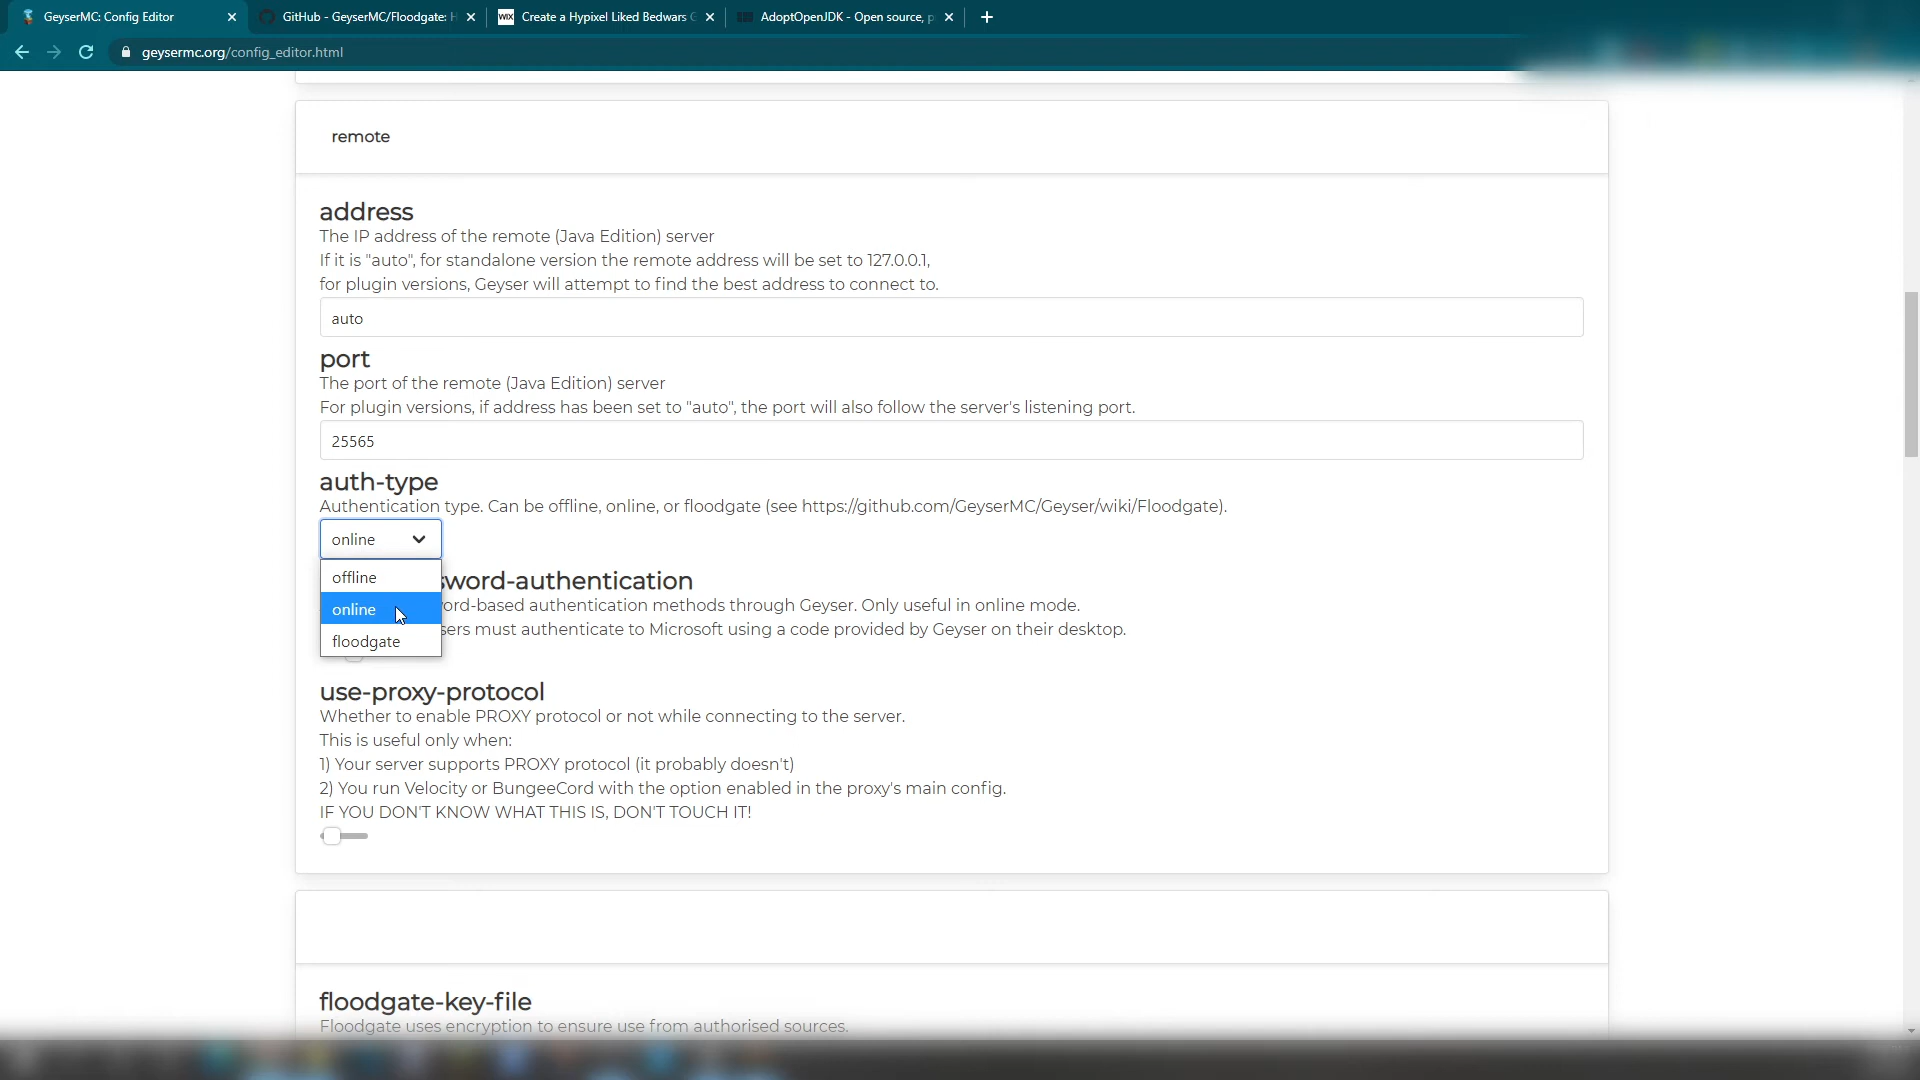 GeyserMC: Config Editor
GitHub - GeyserMC/Floodgate: H
WIX
Create a Hypixel Liked Bedwars G
AdoptOpenJDK - Open source, p
geysermc.org/config_editor.html
remote
address
The IP address of the remote (Java Edition) server
If it is "auto", for standalone version the remote address will be set to 127.0.0.1,
for plugin versions, Geyser will attempt to find the best address to connect to.
auto
port
The port of the remote (Java Edition) server
For plugin versions, if address has been set to "auto", the port will also follow the server's listening port.
25565
auth-type
Authentication type. Can be offline, online, or floodgate (see https://github.com/GeyserMC/Geyser/wiki/Floodgate).
online
offline
online
floodgate
sword-authentication
ord-based authentication methods through Geyser. Only useful in online mode.
sers must authenticate to Microsoft using a code provided by Geyser on their desktop.
use-proxy-protocol
Whether to enable PROXY protocol or not while connecting to the server.
This is useful only when:
1) Your server supports PROXY protocol (it probably doesn't)
2) You run Velocity or BungeeCord with the option enabled in the proxy's main config.
IF YOU DON'T KNOW WHAT THIS IS, DON'T TOUCH IT!
floodgate-key-file
Floodgate uses encryption to ensure use from authorised sources.